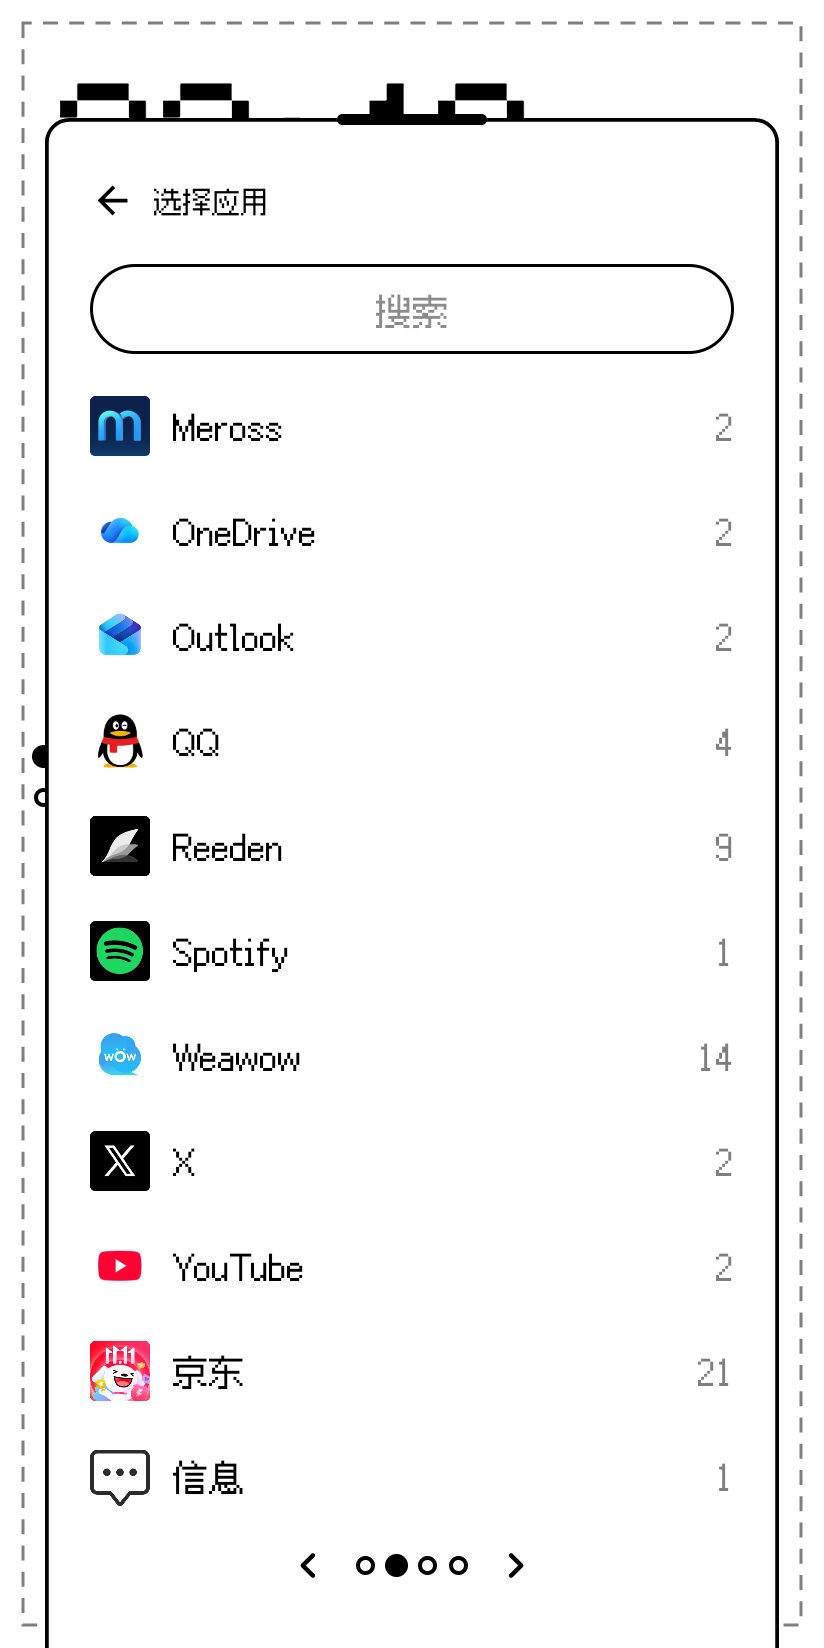 选择应用
搜索
Meross 2
OneDrive 2
Outlook 2
QQ 4
Reeden 9
Spotify 1
wow Weawow 14
X 2
YouTube 2
京东 21
信息 1